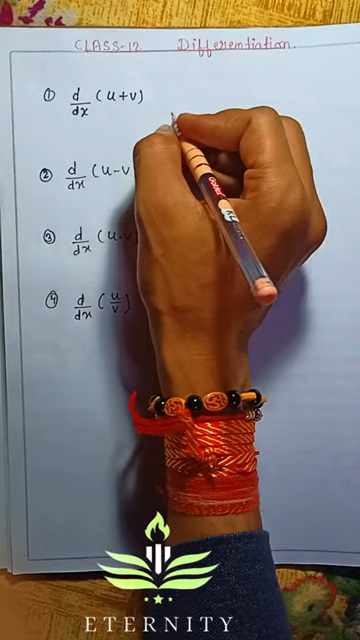 CLASS-12 Differentiation.
① d/dx (u+v)
② d/dx (u-v
③ d/dx (u·v)
④ d/dx (u/v)
ETERNITY